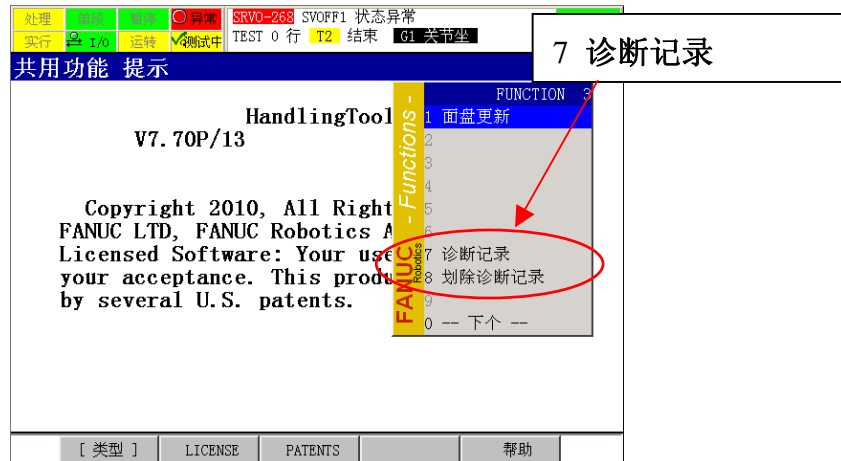 处理 单段 暂停 异常 SRVO-268 SVOFF1 状态异常
实行 I/O 运转 测试中 TEST 0 行 T2 结束 G1 关节坐
7 诊断记录
共用功能 提示
FUNCTION 3
HandlingTool
V7.70P/13
Copyright 2010, All Right
FANUC LTD, FANUC Robotics A
Licensed Software: Your use
your acceptance. This produ
by several U.S. patents.
- Functions -
FANUC
Robotics
1 面盘更新
2
3
4
5
6
7 诊断记录
8 划除诊断记录
9
0 -- 下个 --
[ 类型 ] LICENSE PATENTS 帮助